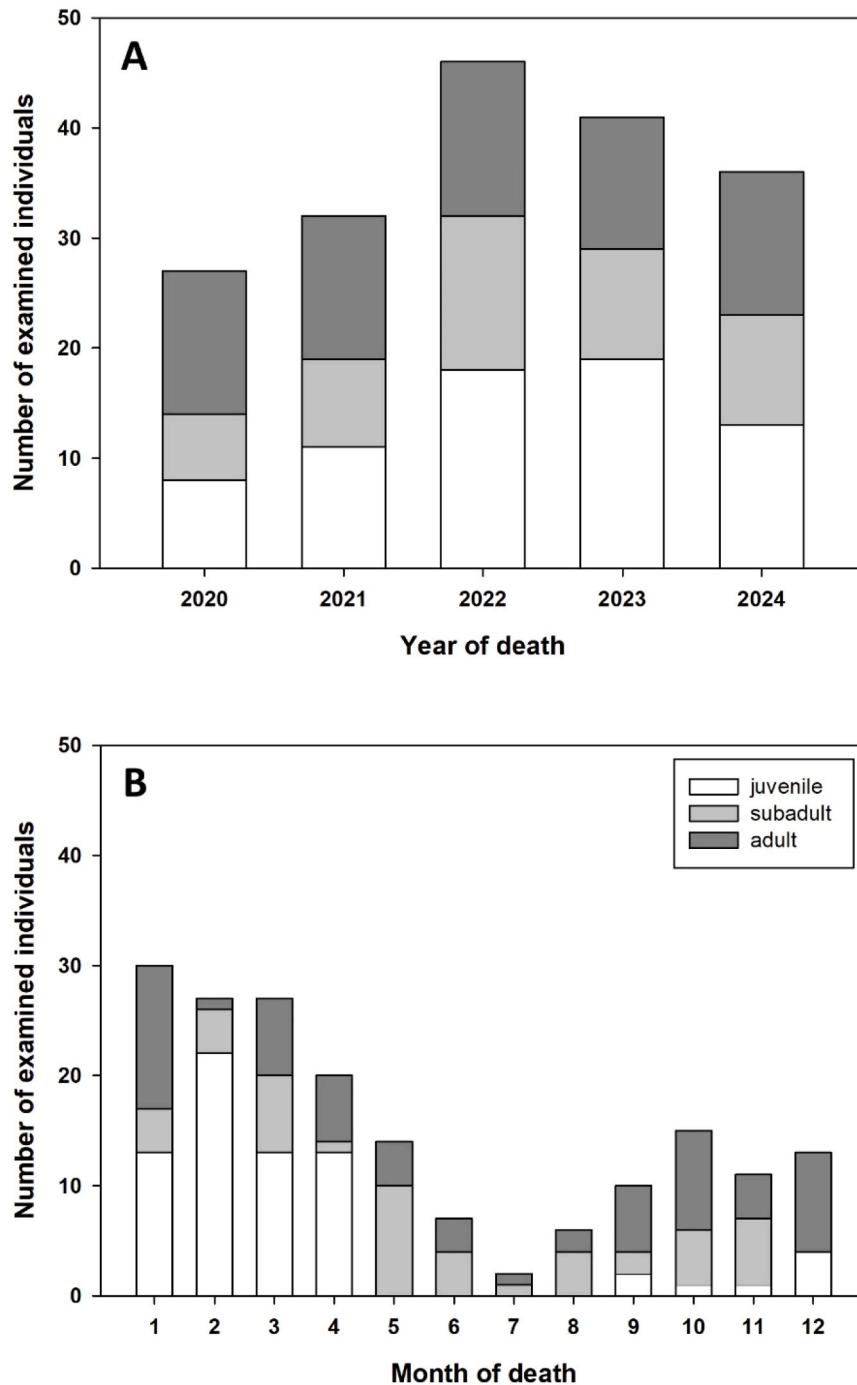 A
Number of examined individuals
50
40
30
20
10
0
2020 2021 2022 2023 2024
Year of death
B
Number of examined individuals
50
40
30
20
10
0
juvenile
subadult
adult
1 2 3 4 5 6 7 8 9 10 11 12
Month of death